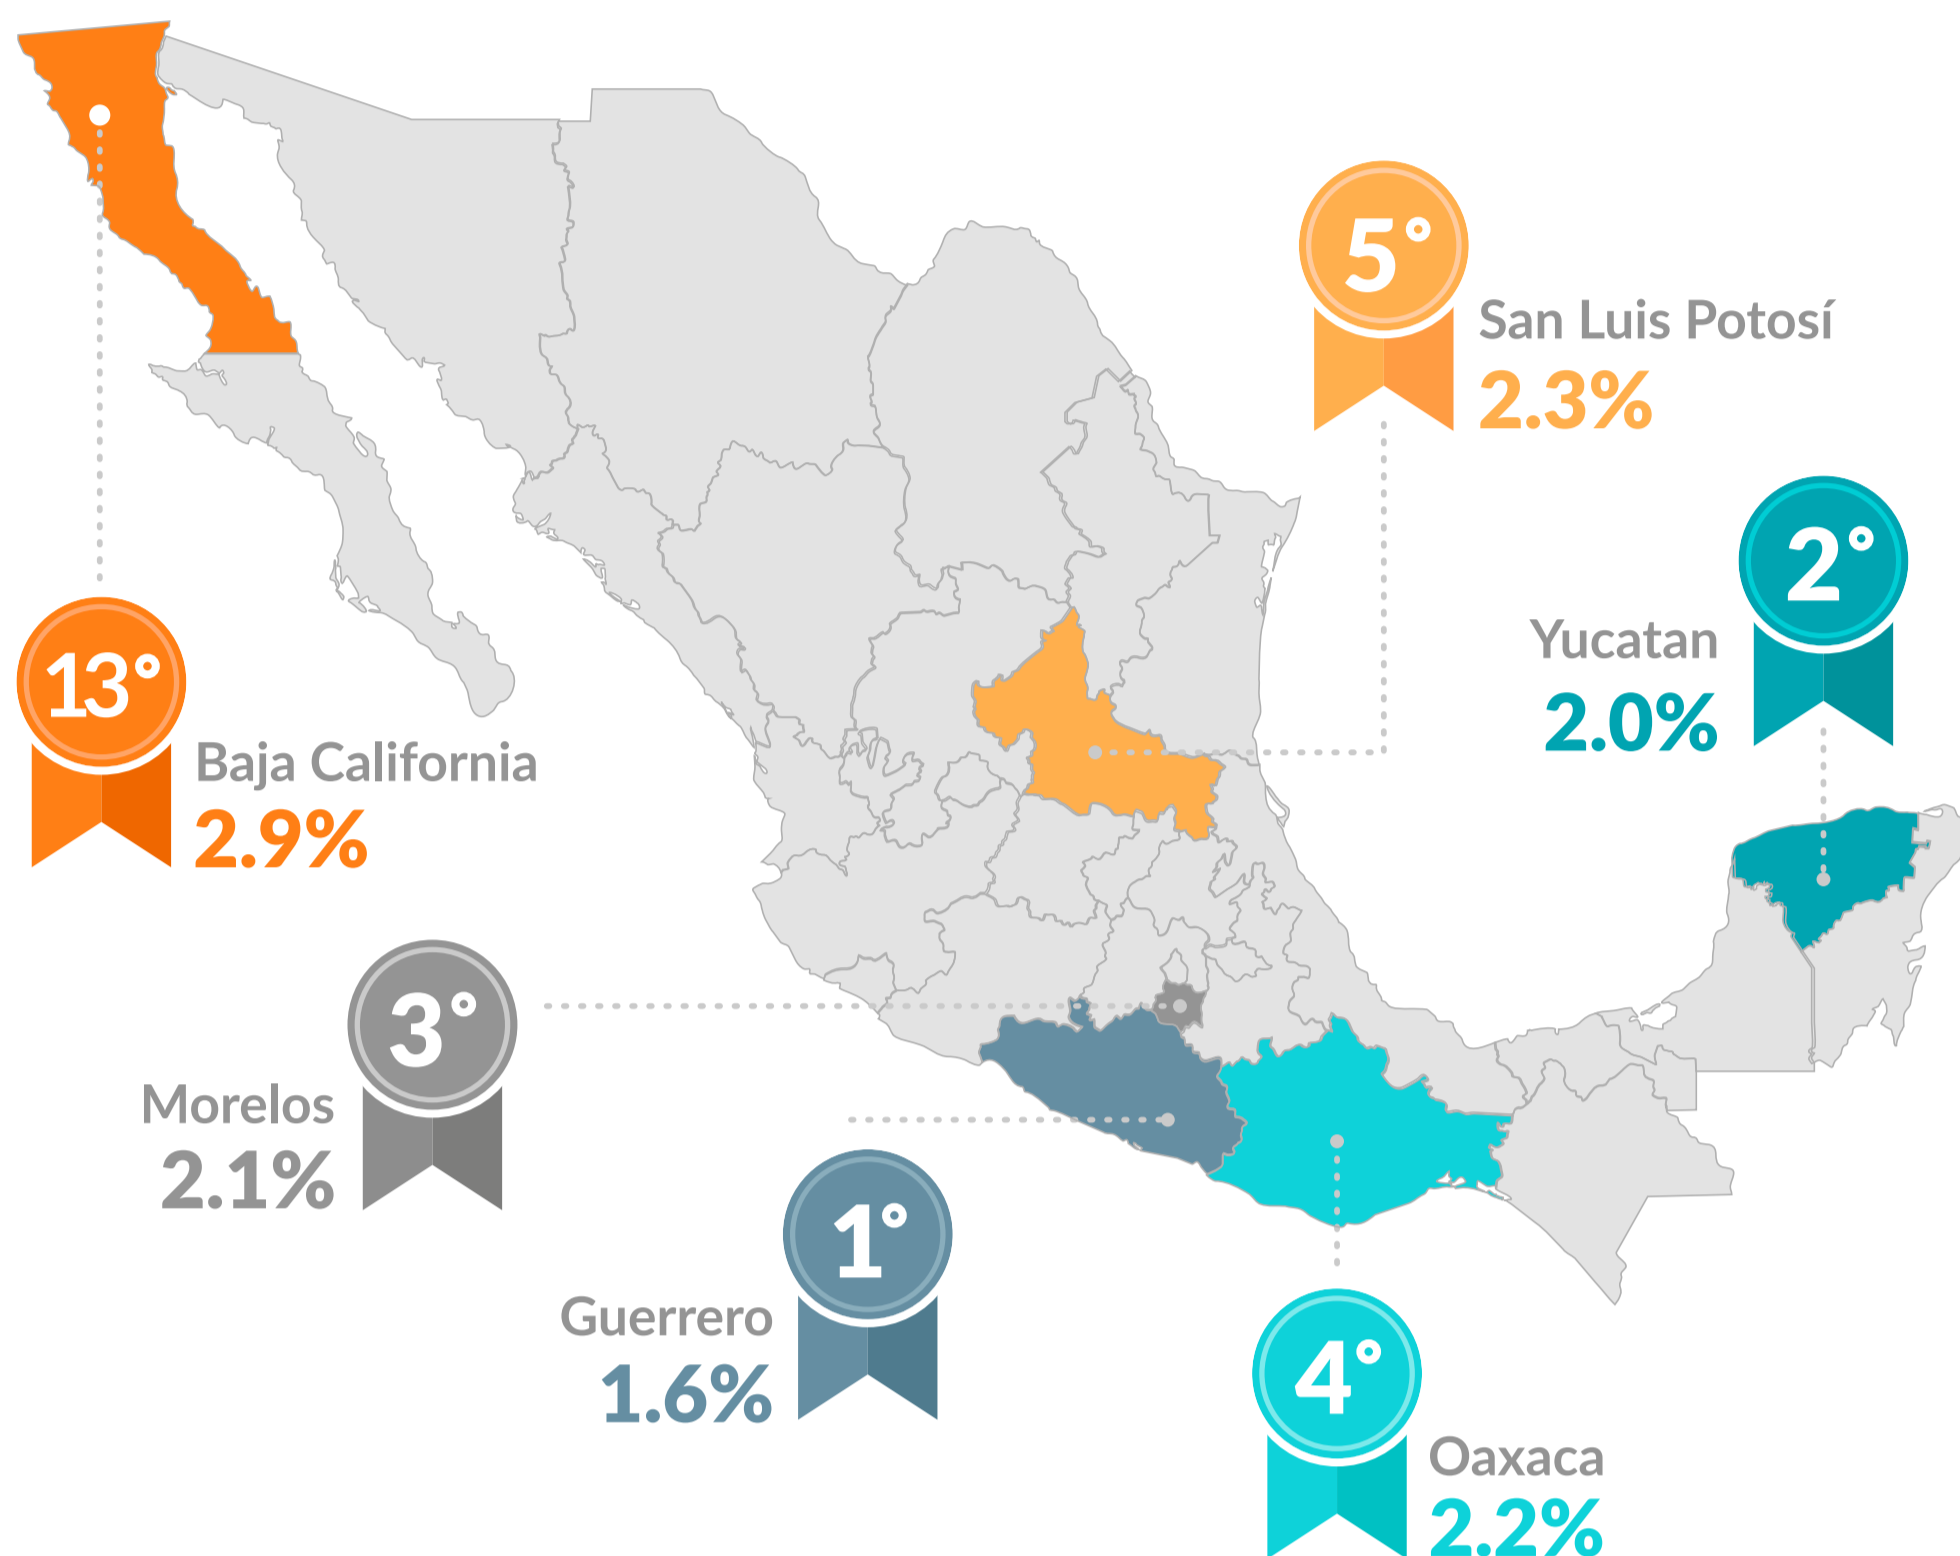 5°
San Luis Potosí
2.3%
2°
Yucatan
2.0%
13°
Baja California
2.9%
3°
Morelos
2.1%
1°
Guerrero
1.6%
4°
Oaxaca
2.2%